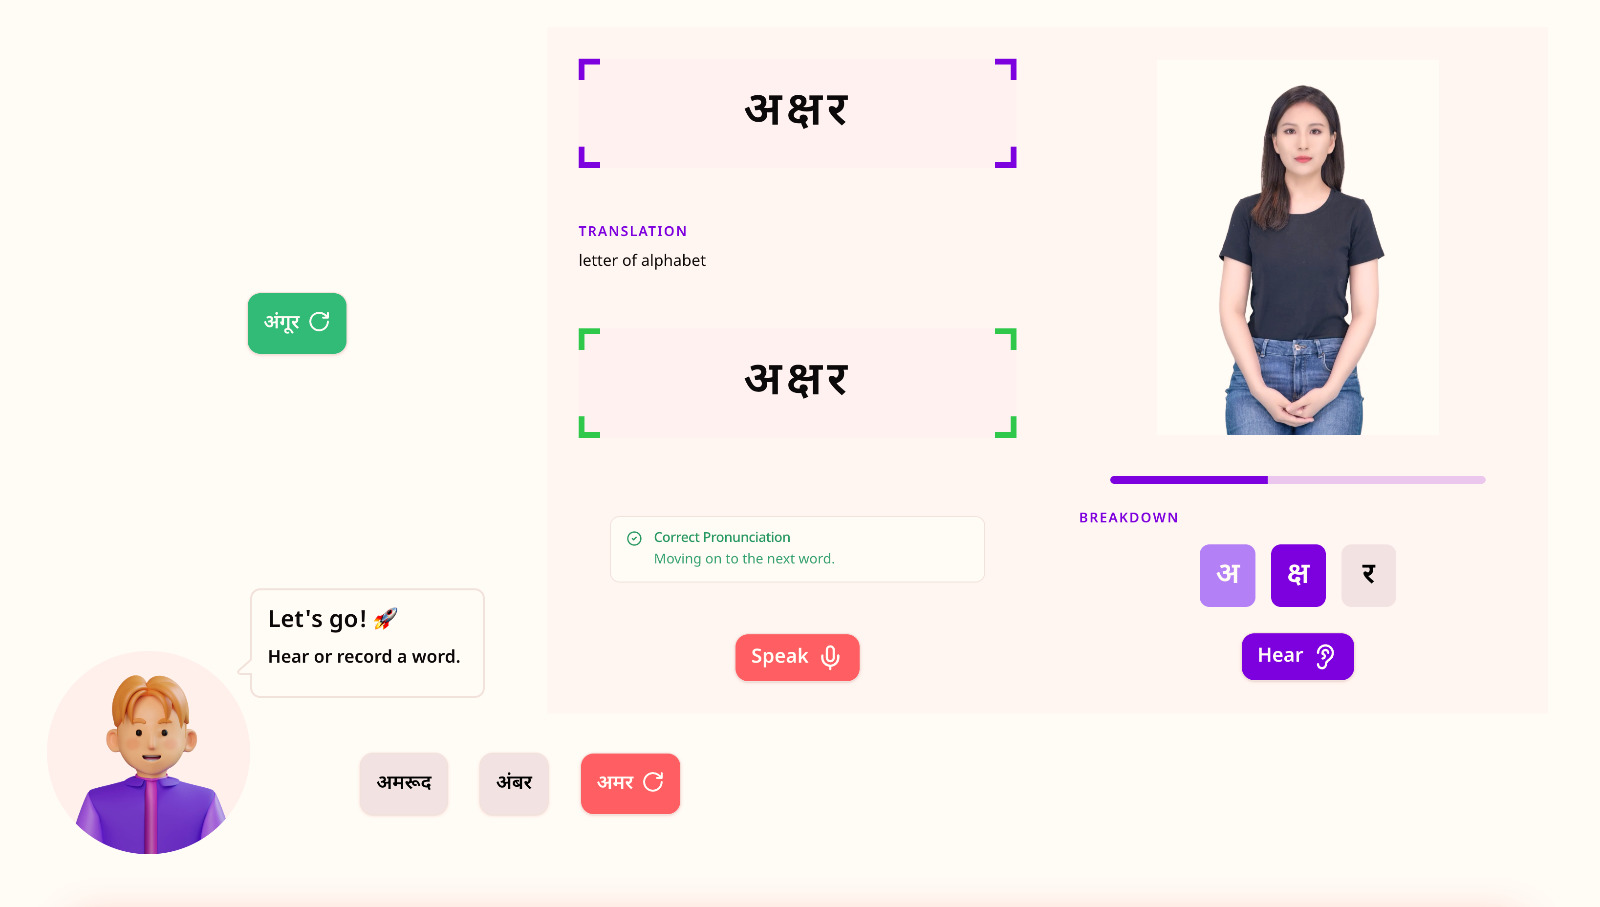 अक्षर
TRANSLATION
letter of alphabet
अंगूर
अक्षर
Correct Pronunciation
Moving on to the next word.
Speak
BREAKDOWN
अ क्ष र
Hear
Let's go! 🚀
Hear or record a word.
अमरूद अंबर अमर